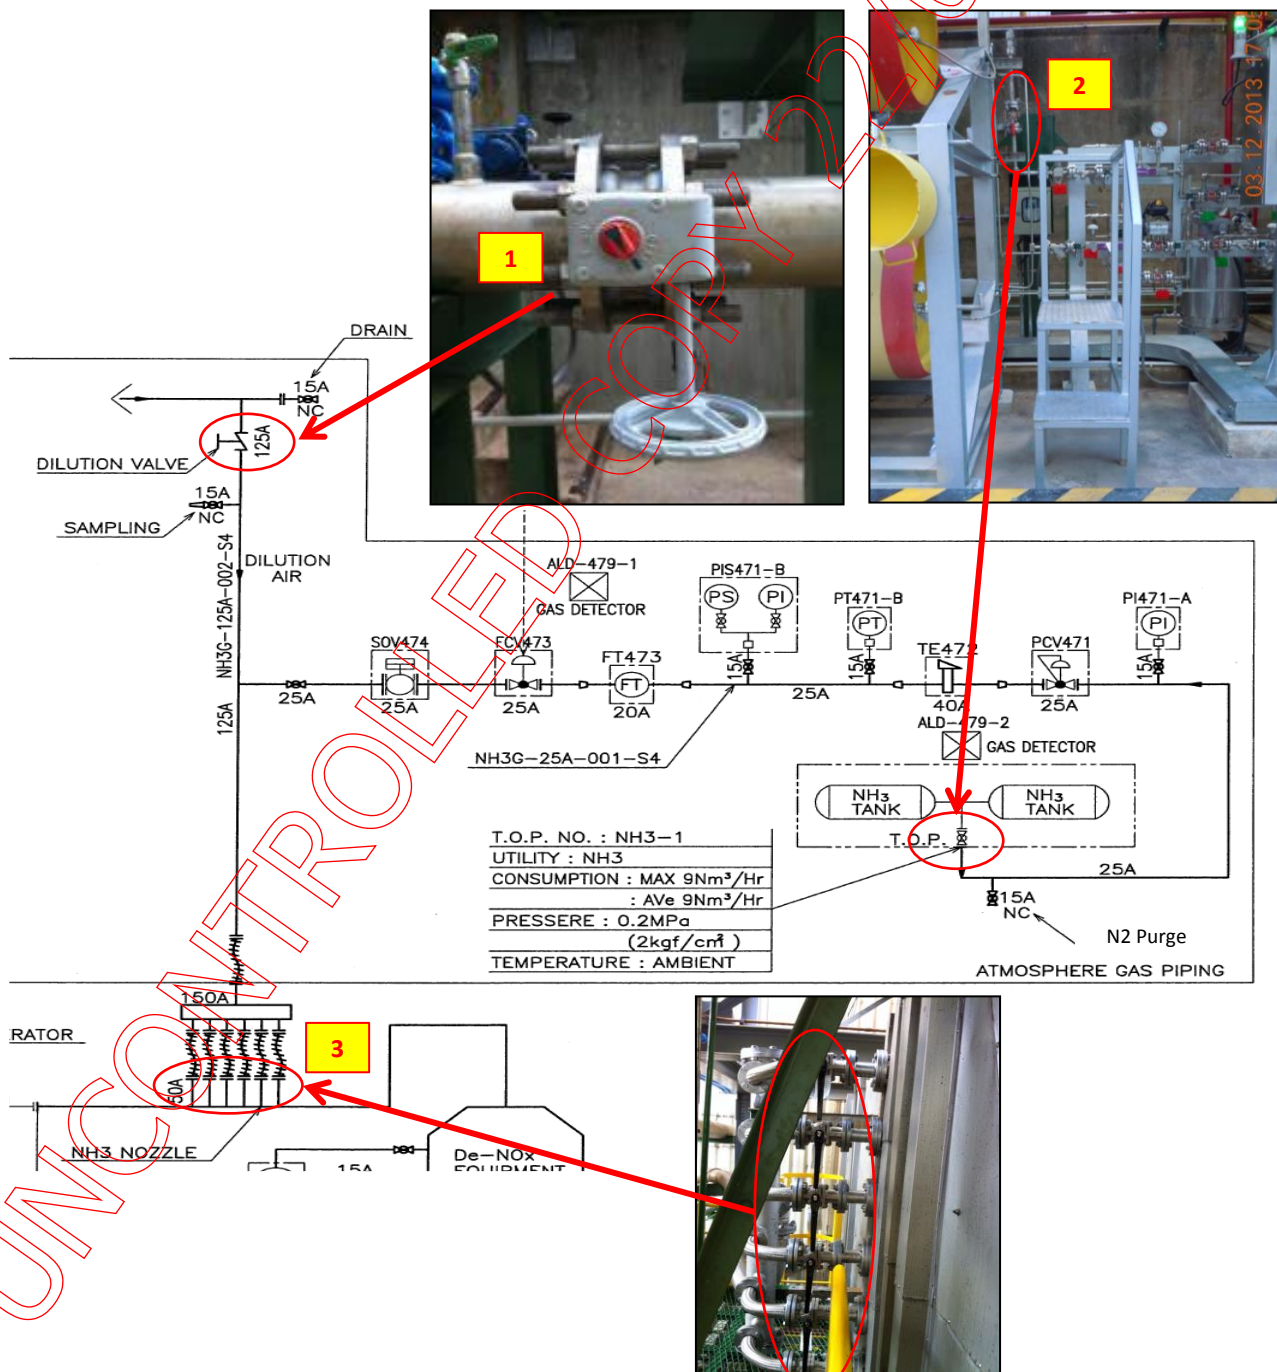 1
2
03.12.2013 17:05
DRAIN
15A
NC
125A
DILUTION VALVE
15A
NC
SAMPLING
NH3G-125A-002-S4
DILUTION
AIR
ALD-479-1
GAS DETECTOR
PIS471-B
PS
PI
PT471-B
PT
PI471-A
PI
SOV474
FCV473
FT473
FT
TE472
PCV471
15A
15A
15A
25A
25A
25A
20A
25A
40A
25A
125A
NH3G-25A-001-S4
ALD-479-2
GAS DETECTOR
NH3
TANK
NH3
TANK
T.O.P.
T.O.P. NO. : NH3-1
UTILITY : NH3
CONSUMPTION : MAX 9Nm³/Hr
: AVe 9Nm³/Hr
PRESSERE : 0.2MPa
(2kgf/cm²)
TEMPERATURE : AMBIENT
25A
15A
NC
N2 Purge
ATMOSPHERE GAS PIPING
150A
RATOR
3
50A
NH3 NOZZLE
15A
De-NOx
EQUIPMENT
UNCONTROLLED COPY